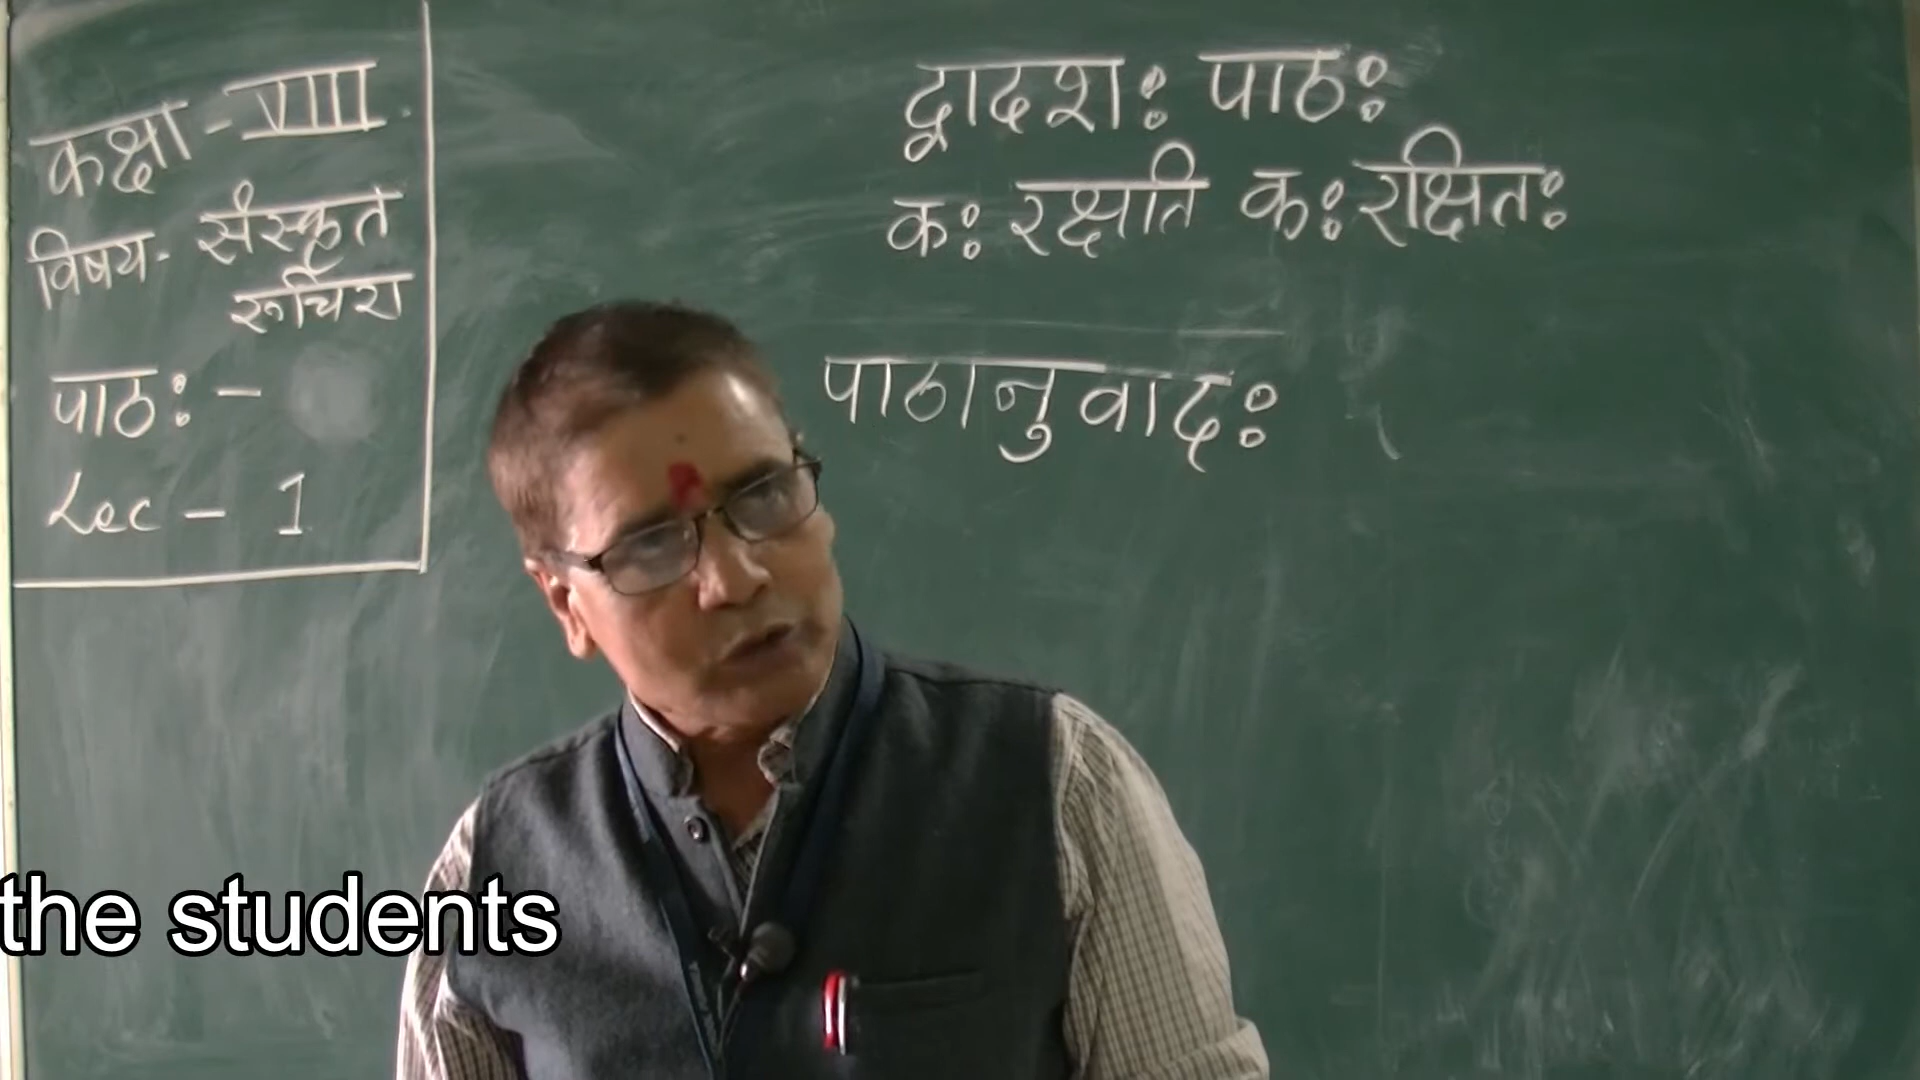 कक्षा - VIII
विषय - संस्कृत
रूचिरा
पाठः -
Lec - 1
द्वादशः पाठः
कः रक्षति कः रक्षितः
पाठानुवादः
the students